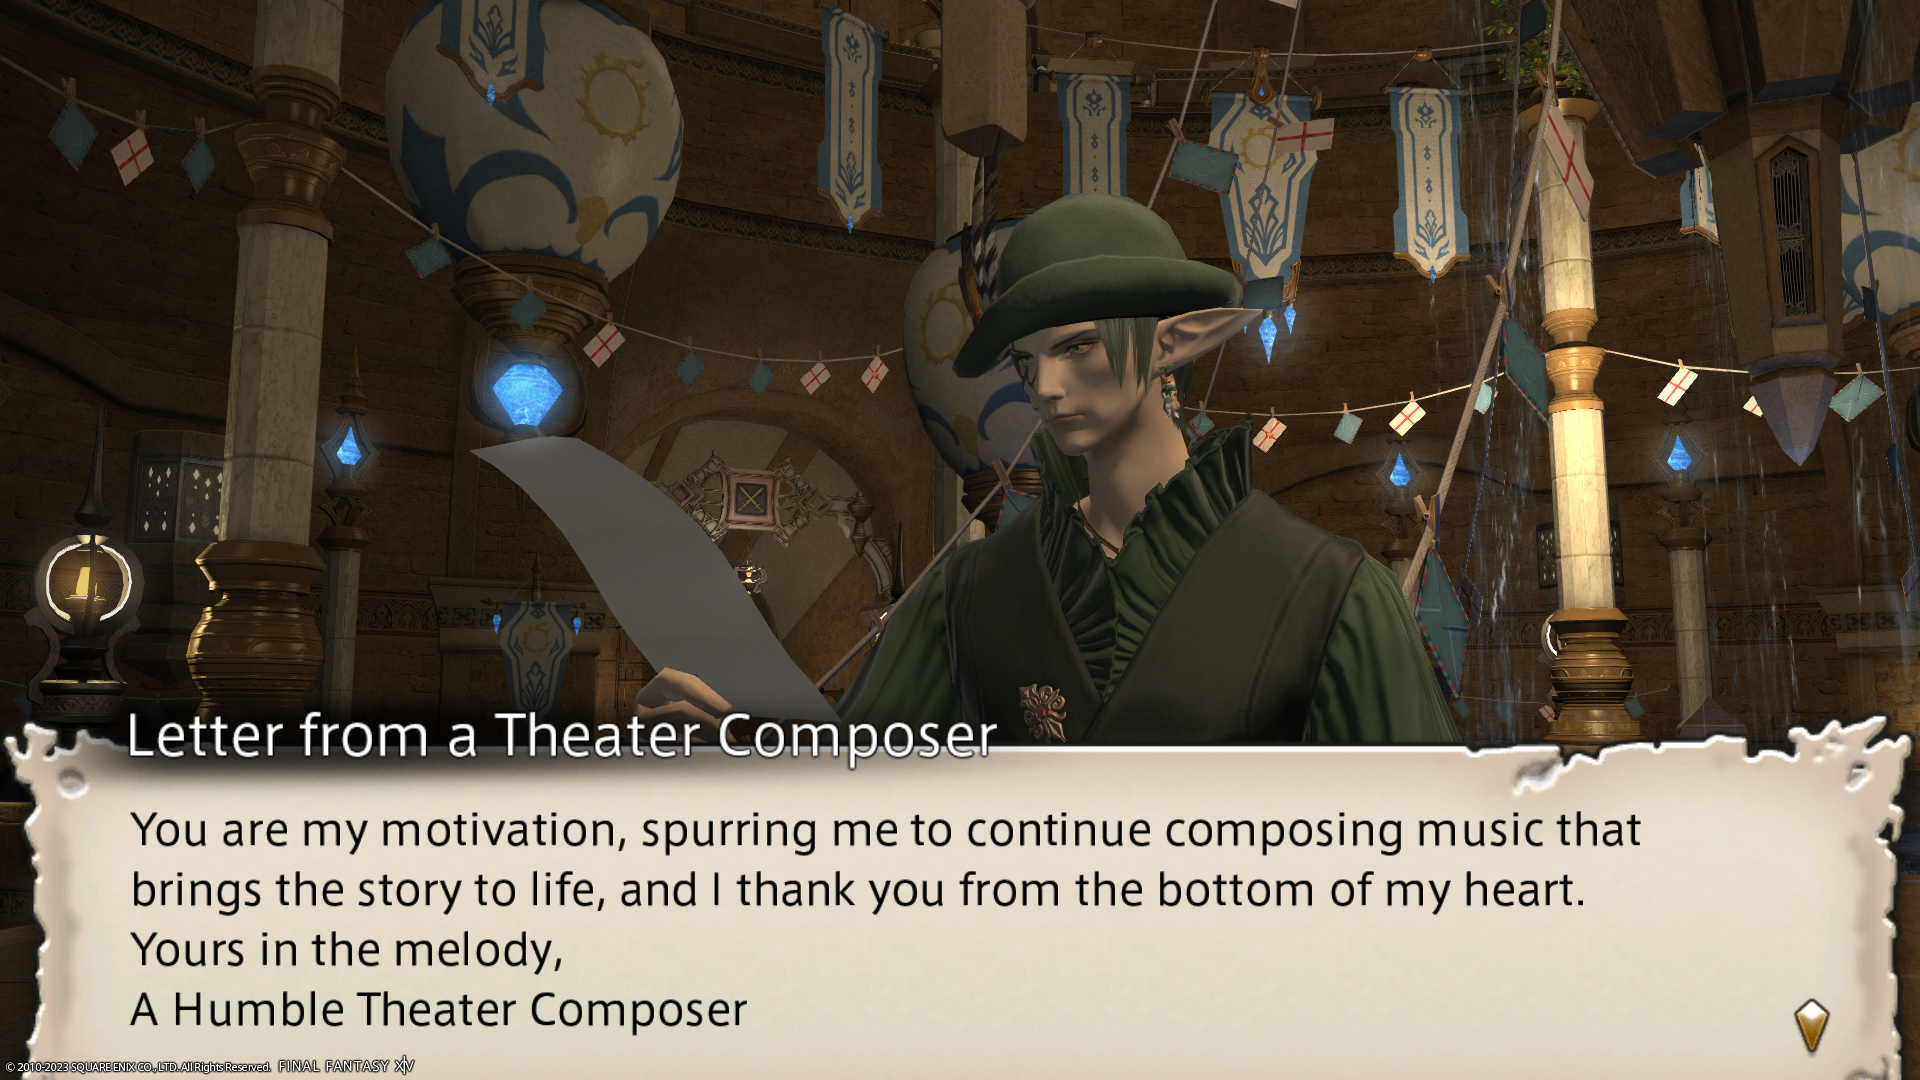 Letter from a Theater Composer
You are my motivation, spurring me to continue composing music that
brings the story to life, and I thank you from the bottom of my heart.
Yours in the melody,
A Humble Theater Composer
© 2010-2023 SQUARE ENIX CO., LTD. All Rights Reserved. FINAL FANTASY XIV